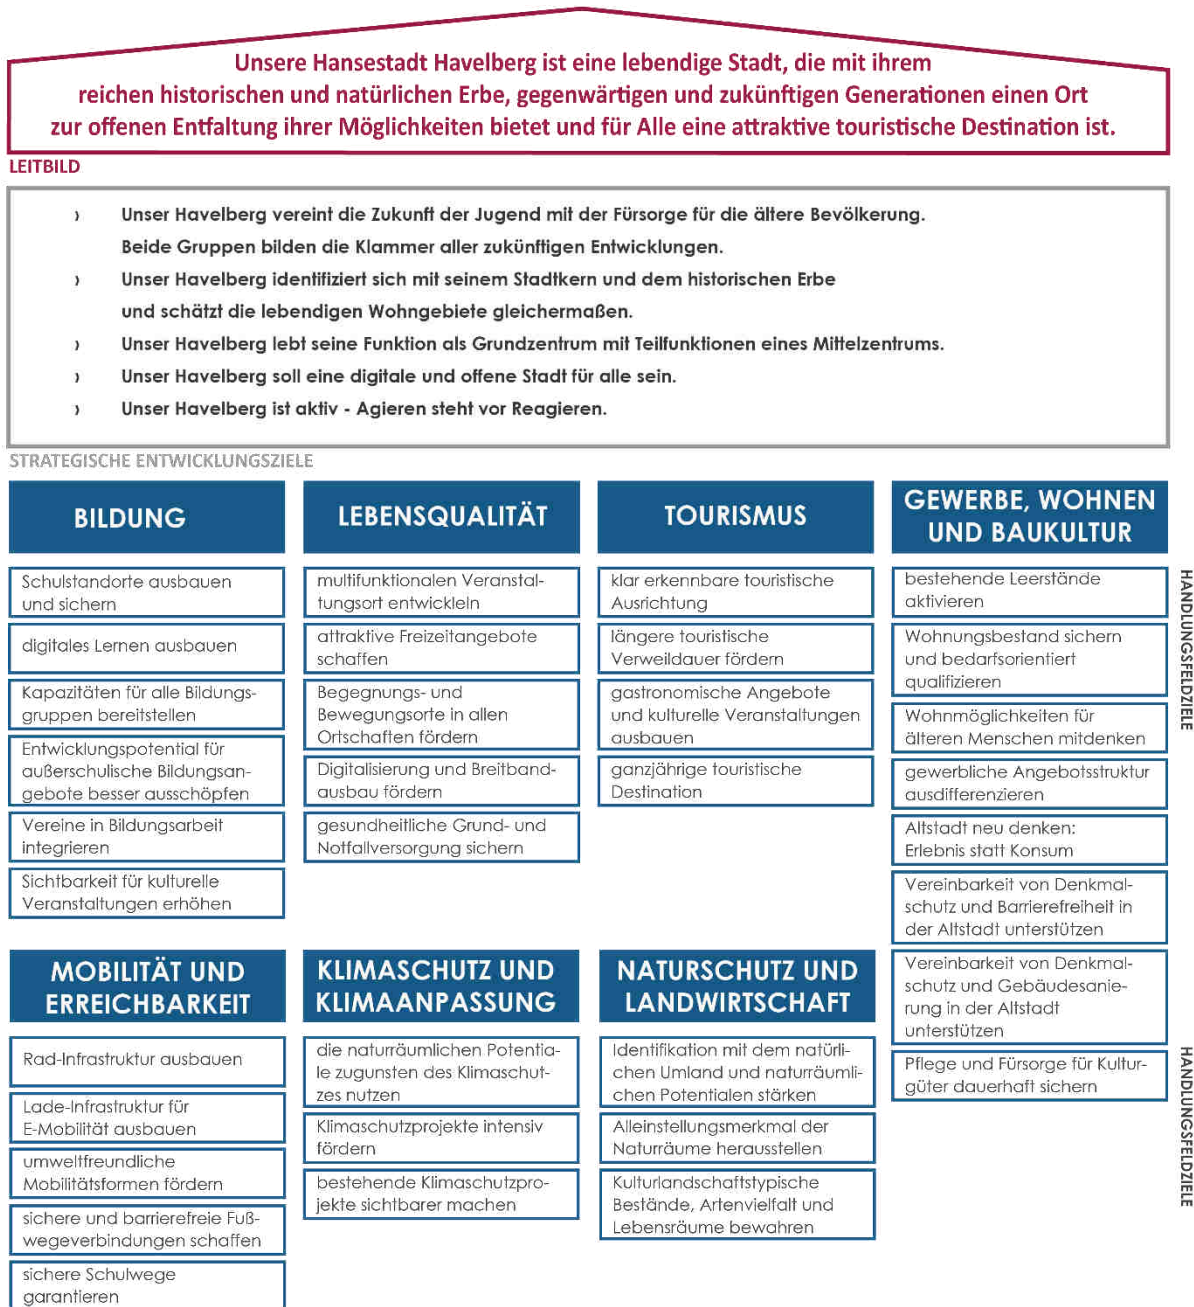 Unsere Hansestadt Havelberg ist eine lebendige Stadt, die mit ihrem
reichen historischen und natürlichen Erbe, gegenwärtigen und zukünftigen Generationen einen Ort
zur offenen Entfaltung ihrer Möglichkeiten bietet und für Alle eine attraktive touristische Destination ist.
LEITBILD
› Unser Havelberg vereint die Zukunft der Jugend mit der Fürsorge für die ältere Bevölkerung.
Beide Gruppen bilden die Klammer aller zukünftigen Entwicklungen.
› Unser Havelberg identifiziert sich mit seinem Stadtkern und dem historischen Erbe
und schätzt die lebendigen Wohngebiete gleichermaßen.
› Unser Havelberg lebt seine Funktion als Grundzentrum mit Teilfunktionen eines Mittelzentrums.
› Unser Havelberg soll eine digitale und offene Stadt für alle sein.
› Unser Havelberg ist aktiv - Agieren steht vor Reagieren.
STRATEGISCHE ENTWICKLUNGSZIELE
BILDUNG
Schulstandorte ausbauen
und sichern
digitales Lernen ausbauen
Kapazitäten für alle Bildungs-
gruppen bereitstellen
Entwicklungspotential für
außerschulische Bildungsan-
gebote besser ausschöpfen
Vereine in Bildungsarbeit
integrieren
Sichtbarkeit für kulturelle
Veranstaltungen erhöhen
LEBENSQUALITÄT
multifunktionalen Veranstal-
tungsort entwickleln
attraktive Freizeitangebote
schaffen
Begegnungs- und
Bewegungsorte in allen
Ortschaften fördern
Digitalisierung und Breitband-
ausbau fördern
gesundheitliche Grund- und
Notfallversorgung sichern
TOURISMUS
klar erkennbare touristische
Ausrichtung
längere touristische
Verweildauer fördern
gastronomische Angebote
und kulturelle Veranstaltungen
ausbauen
ganzjährige touristische
Destination
GEWERBE, WOHNEN
UND BAUKULTUR
bestehende Leerstände
aktivieren
Wohnungsbestand sichern
und bedarfsorientiert
qualifizieren
Wohnmöglichkeiten für
älteren Menschen mitdenken
gewerbliche Angebotsstruktur
ausdifferenzieren
Altstadt neu denken:
Erlebnis statt Konsum
Vereinbarkeit von Denkmal-
schutz und Barrierefreiheit in
der Altstadt unterstützen
Vereinbarkeit von Denkmal-
schutz und Gebäudesanie-
rung in der Altstadt
unterstützen
Pflege und Fürsorge für Kultur-
güter dauerhaft sichern
HANDLUNGSFELDZIELE
MOBILITÄT UND
ERREICHBARKEIT
Rad-Infrastruktur ausbauen
Lade-Infrastruktur für
E-Mobilität ausbauen
umweltfreundliche
Mobilitätsformen fördern
sichere und barrierefreie Fuß-
wegeverbindungen schaffen
sichere Schulwege
garantieren
KLIMASCHUTZ UND
KLIMAANPASSUNG
die naturräumlichen Potentia-
le zugunsten des Klimaschut-
zes nutzen
Klimaschutzprojekte intensiv
fördern
bestehende Klimaschutzpro-
jekte sichtbarer machen
NATURSCHUTZ UND
LANDWIRTSCHAFT
Identifikation mit dem natürli-
chen Umland und naturräumli-
chen Potentialen stärken
Alleinstellungsmerkmal der
Naturräume herausstellen
Kulturlandschaftstypische
Bestände, Artenvielfalt und
Lebensräume bewahren
HANDLUNGSFELDZIELE